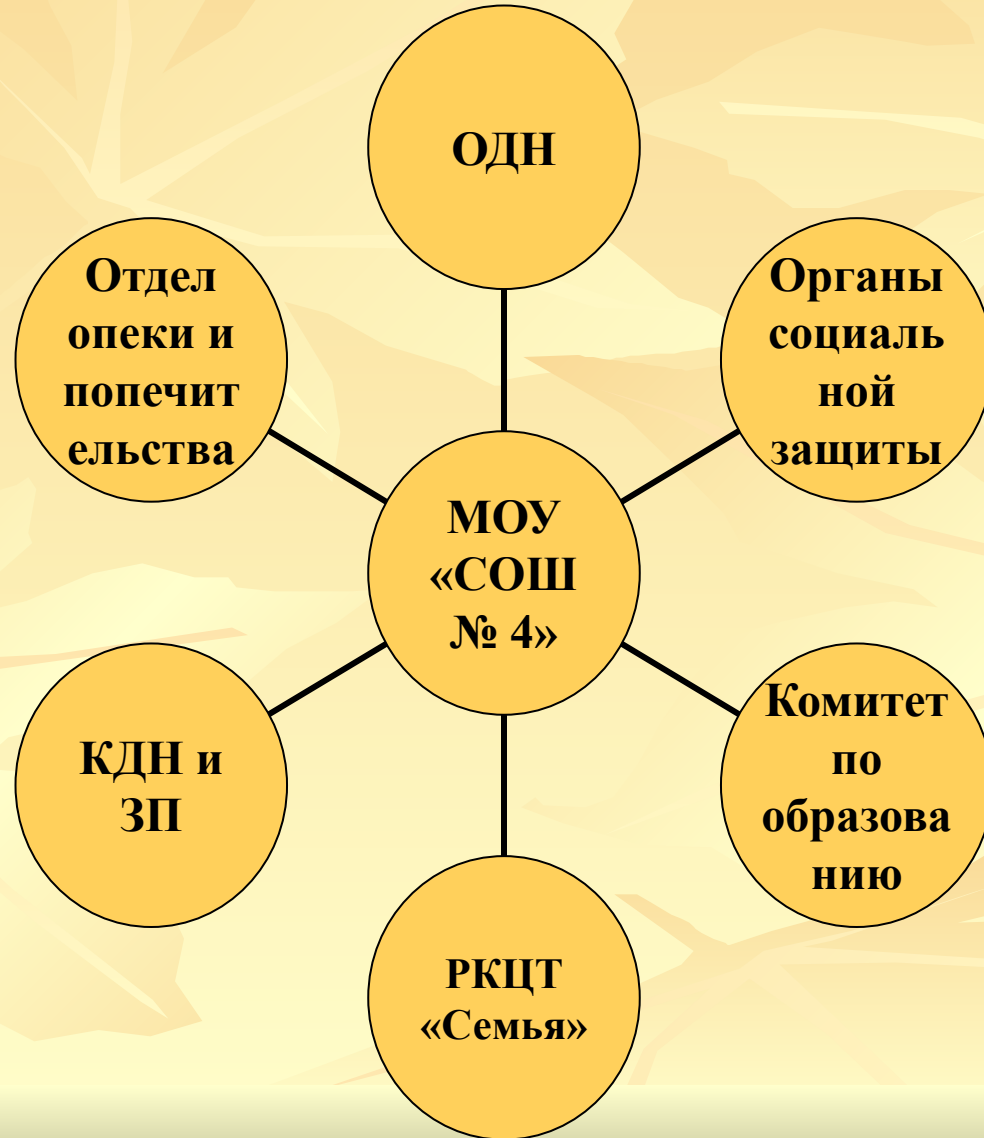 ОДН
Отдел
опеки и
попечит
ельства
Органы
социаль
ной
защиты
МОУ
«СОШ
№ 4»
КДН и
ЗП
Комитет
по
образова
нию
РКЦТ
«Семья»